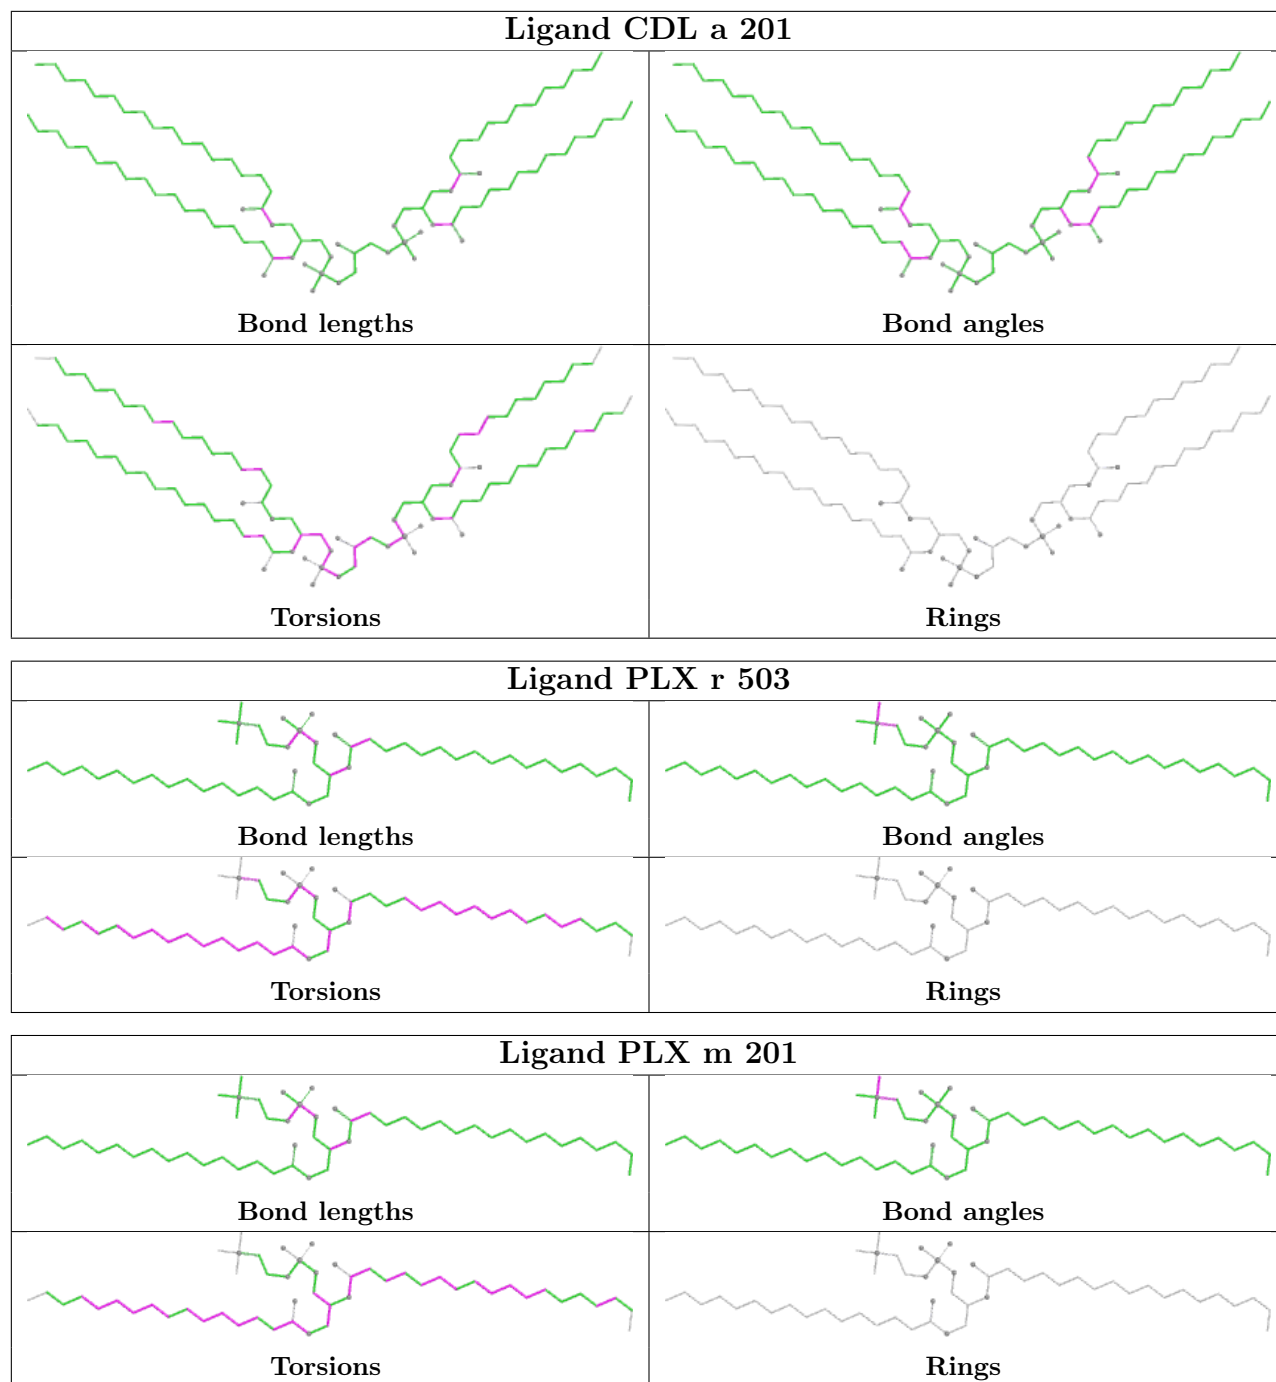 Ligand CDL a 201
Bond lengths
Bond angles
Torsions
Rings
Ligand PLX r 503
Bond lengths
Bond angles
Torsions
Rings
Ligand PLX m 201
Bond lengths
Bond angles
Torsions
Rings